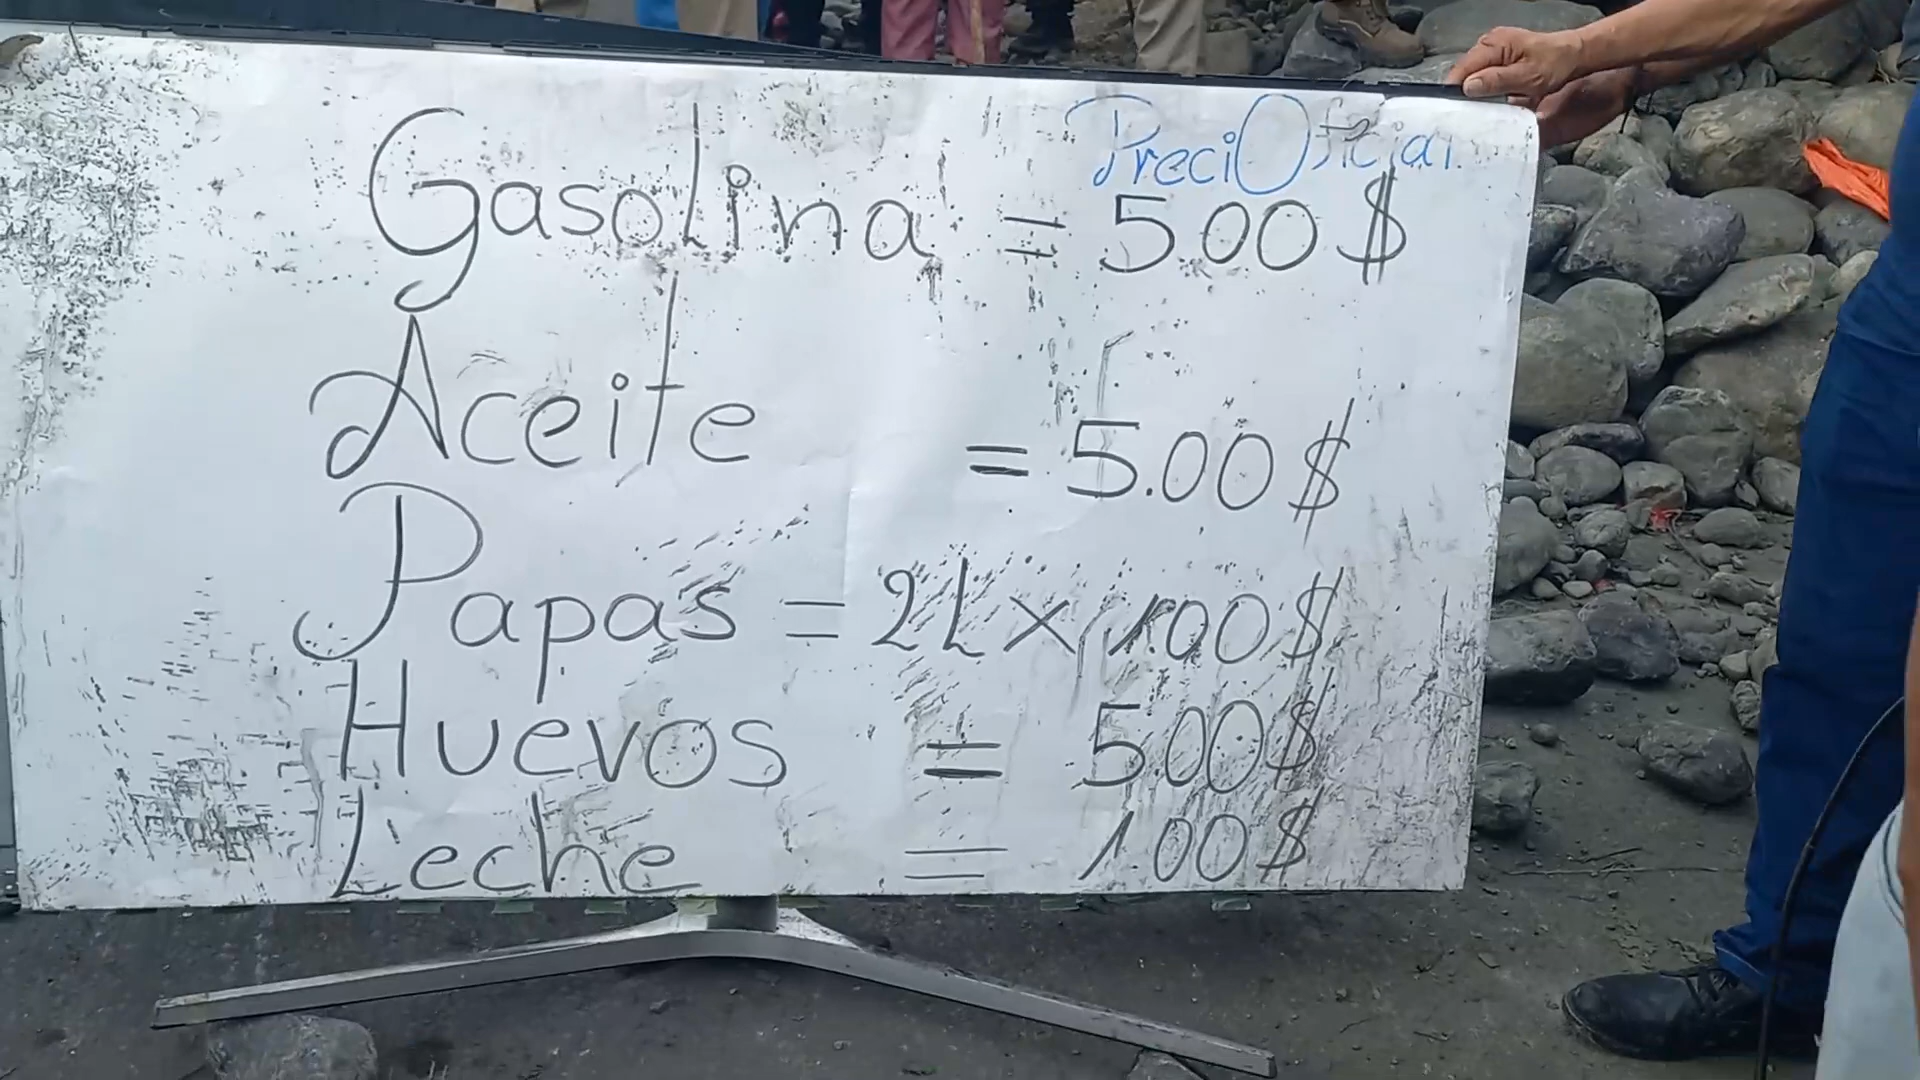 PreciOficial
Gasolina = 5.00 $
Aceite = 5.00 $
Papas = 2L x 1.00 $
Huevos = 5.00 $
Leche = 1.00 $